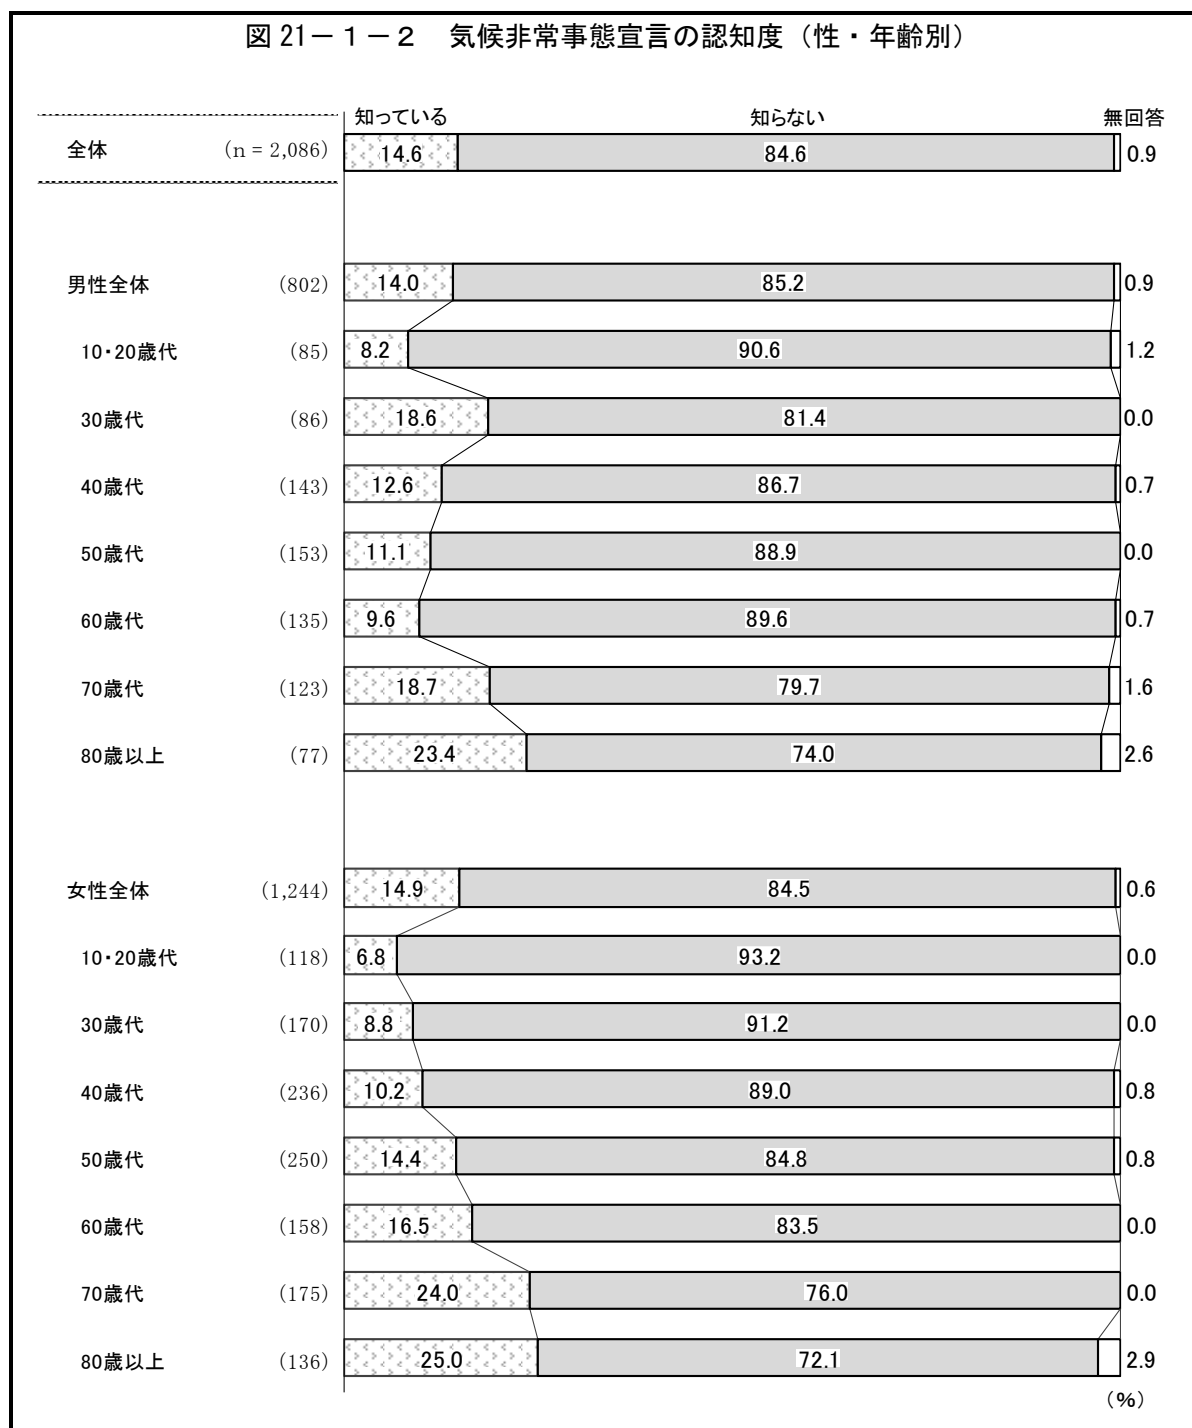 図 21－１－２　気候非常事態宣言の認知度（性・年齢別）
知っている 知らない 無回答
全体 (n = 2,086) 14.6 84.6 0.9
男性全体 (802) 14.0 85.2 0.9
10・20歳代 (85) 8.2 90.6 1.2
30歳代 (86) 18.6 81.4 0.0
40歳代 (143) 12.6 86.7 0.7
50歳代 (153) 11.1 88.9 0.0
60歳代 (135) 9.6 89.6 0.7
70歳代 (123) 18.7 79.7 1.6
80歳以上 (77) 23.4 74.0 2.6
女性全体 (1,244) 14.9 84.5 0.6
10・20歳代 (118) 6.8 93.2 0.0
30歳代 (170) 8.8 91.2 0.0
40歳代 (236) 10.2 89.0 0.8
50歳代 (250) 14.4 84.8 0.8
60歳代 (158) 16.5 83.5 0.0
70歳代 (175) 24.0 76.0 0.0
80歳以上 (136) 25.0 72.1 2.9
（％）